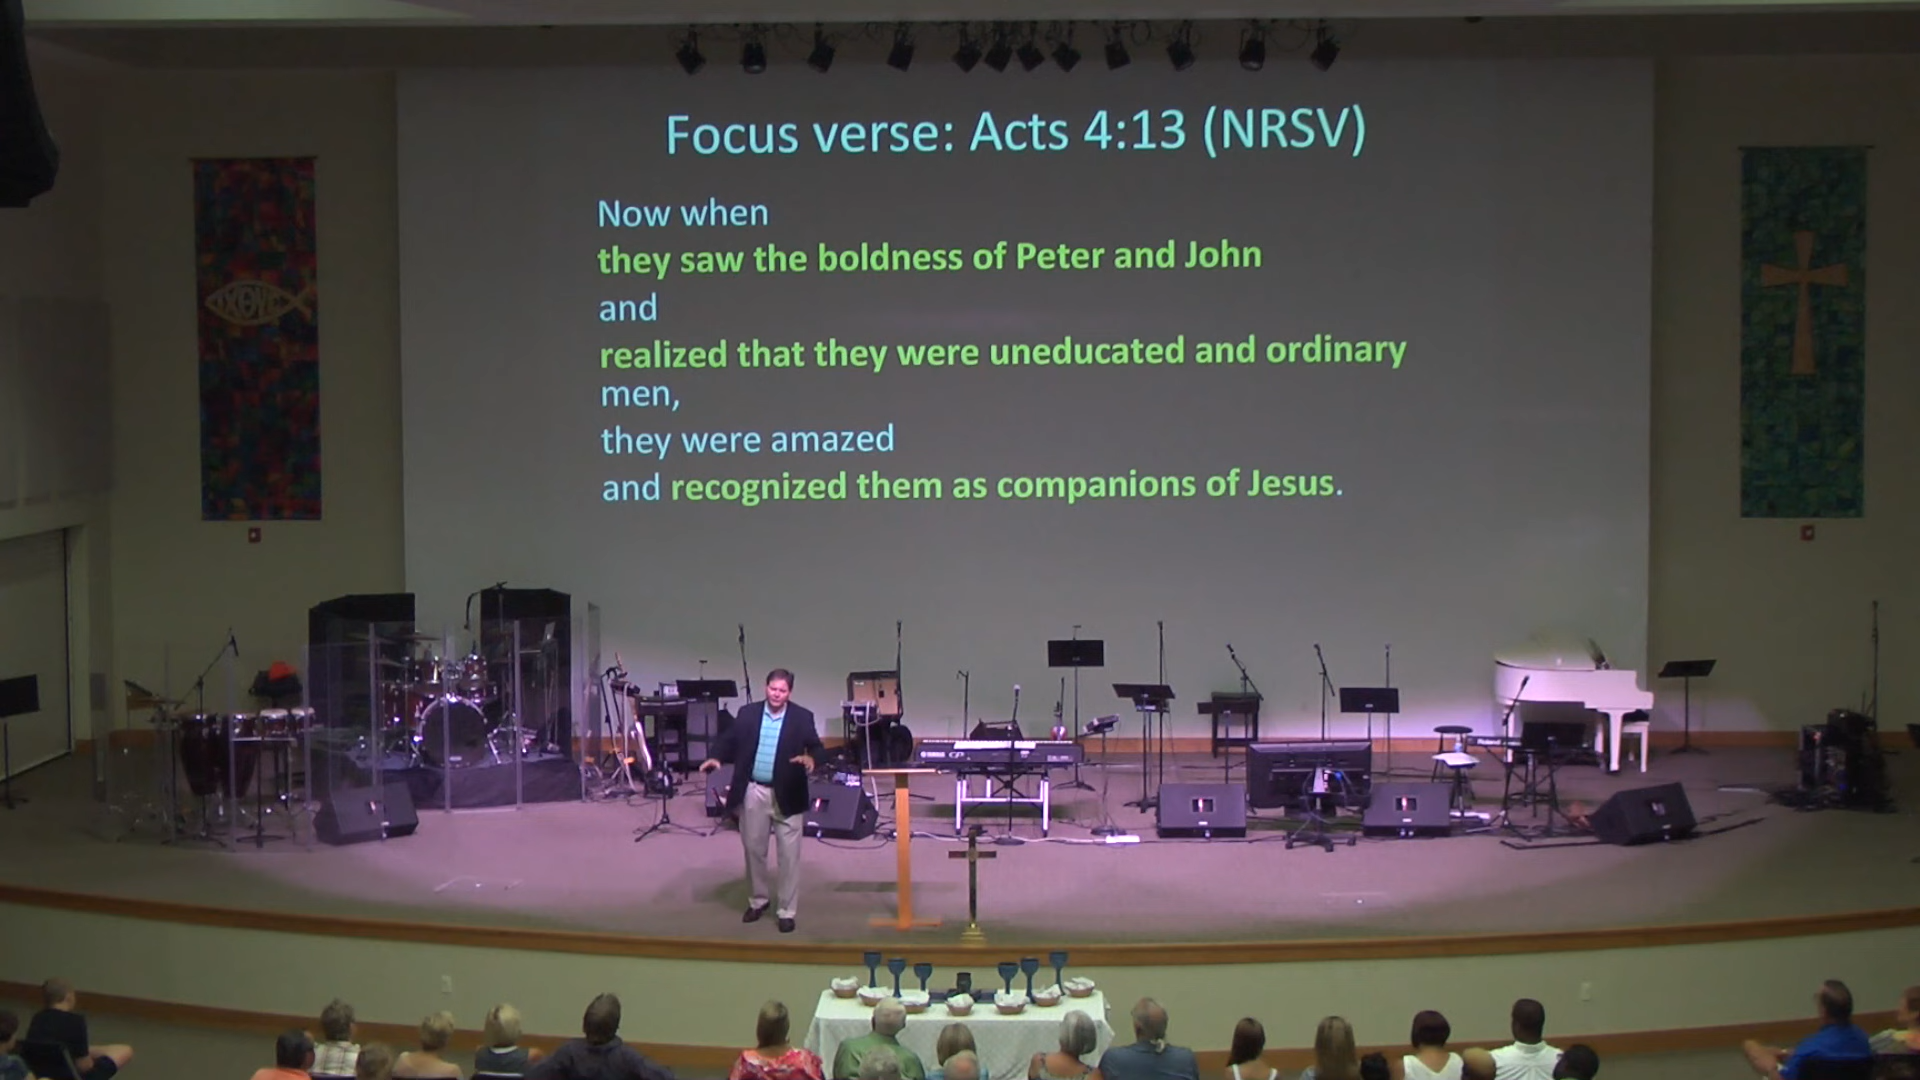 Focus verse: Acts 4:13 (NRSV)
Now when
they saw the boldness of Peter and John
and
realized that they were uneducated and ordinary
men,
they were amazed
and recognized them as companions of Jesus.
ΙΧΘΥΣ